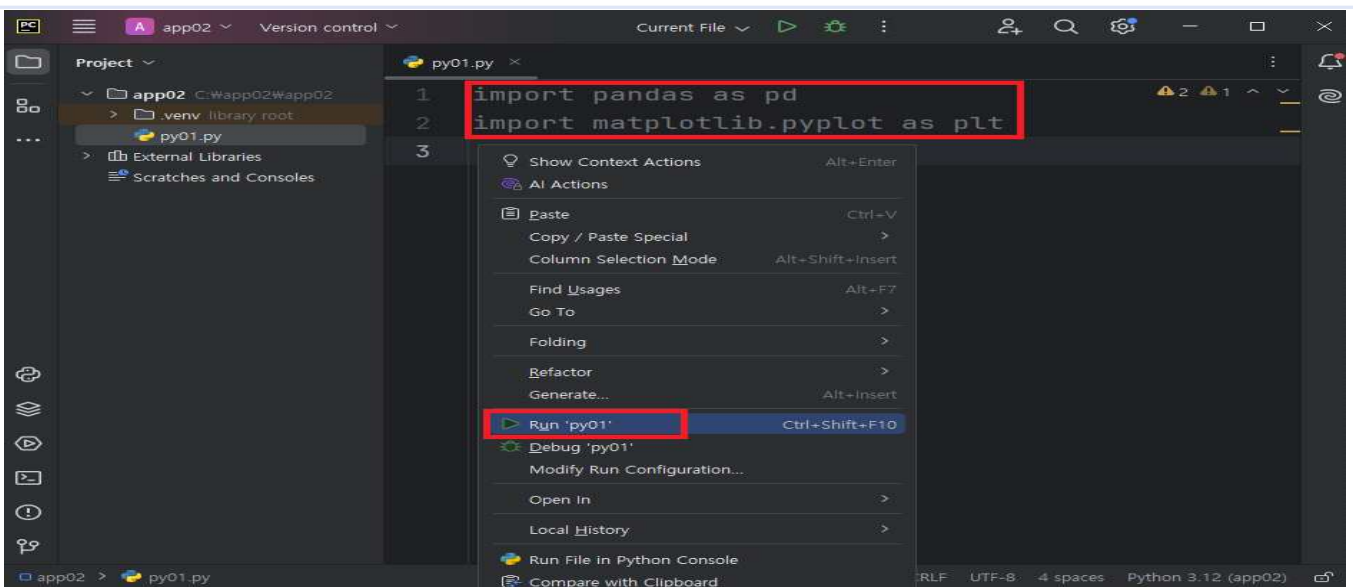 PC A app02 Version control Current File
Project
py01.py ×
app02 C:₩app02₩app02
.venv library root
py01.py
External Libraries
Scratches and Consoles
1 import pandas as pd
2 import matplotlib.pyplot as plt
3
2 1
Show Context Actions Alt+Enter
AI Actions
Paste Ctrl+V
Copy / Paste Special
Column Selection Mode Alt+Shift+Insert
Find Usages Alt+F7
Go To
Folding
Refactor
Generate... Alt+Insert
Run 'py01' Ctrl+Shift+F10
Debug 'py01'
Modify Run Configuration...
Open In
Local History
Run File in Python Console
Compare with Clipboard
app02 > py01.py
RLF UTF-8 4 spaces Python 3.12 (app02)